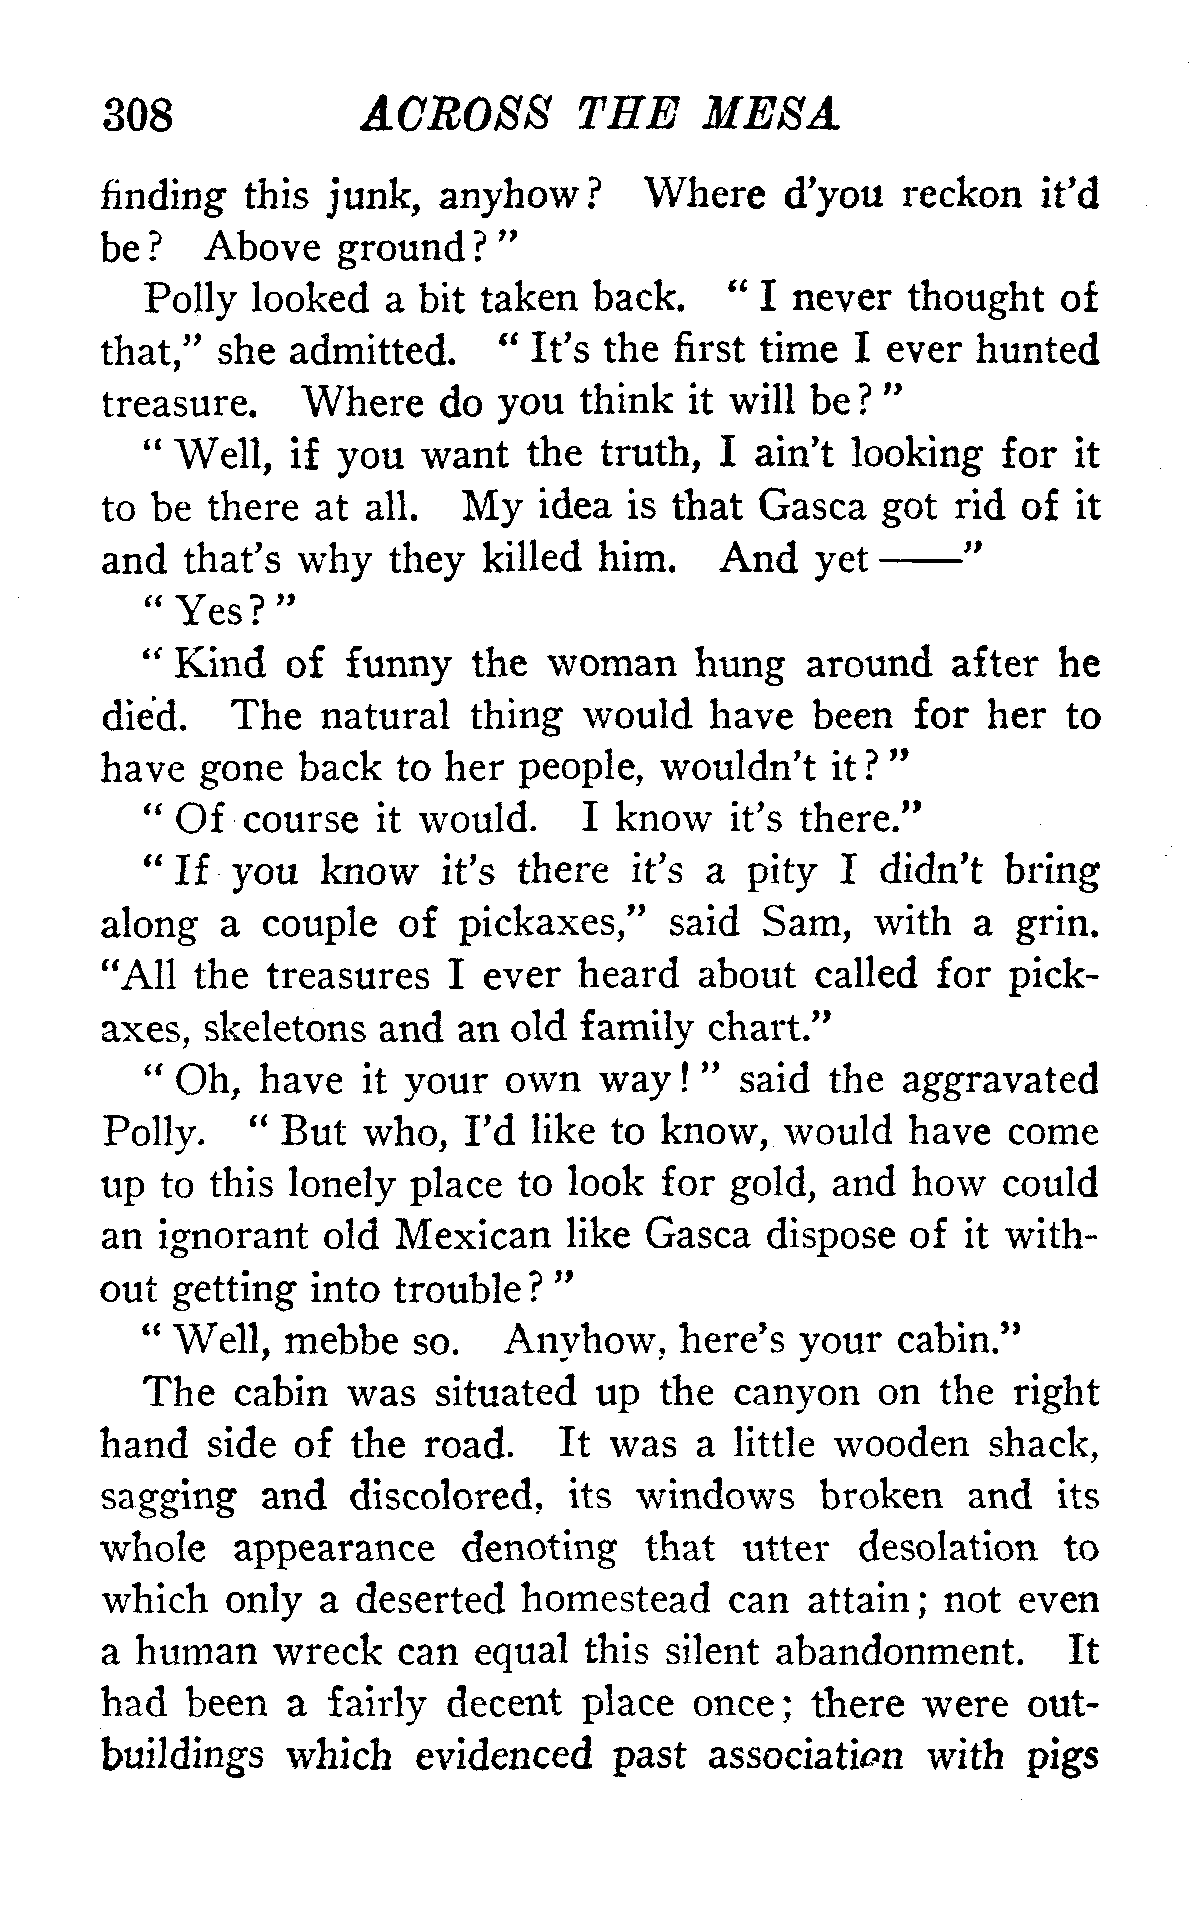 308 ACROSS THE MESA
finding this junk, anyhow? Where d'you reckon it'd
be? Above ground?"
Polly looked a bit taken back. "I never thought of
that," she admitted. "It's the first time I ever hunted
treasure. Where do you think it will be?"
"Well, if you want the truth, I ain't looking for it
to be there at all. My idea is that Gasca got rid of it
and that's why they killed him. And yet——"
"Yes?"
"Kind of funny the woman hung around after he
died. The natural thing would have been for her to
have gone back to her people, wouldn't it?"
"Of course it would. I know it's there."
"If you know it's there it's a pity I didn't bring
along a couple of pickaxes," said Sam, with a grin.
"All the treasures I ever heard about called for pick-
axes, skeletons and an old family chart."
"Oh, have it your own way!" said the aggravated
Polly. "But who, I'd like to know, would have come
up to this lonely place to look for gold, and how could
an ignorant old Mexican like Gasca dispose of it with-
out getting into trouble?"
"Well, mebbe so. Anyhow, here's your cabin."
The cabin was situated up the canyon on the right
hand side of the road. It was a little wooden shack,
sagging and discolored, its windows broken and its
whole appearance denoting that utter desolation to
which only a deserted homestead can attain; not even
a human wreck can equal this silent abandonment. It
had been a fairly decent place once; there were out-
buildings which evidenced past association with pigs